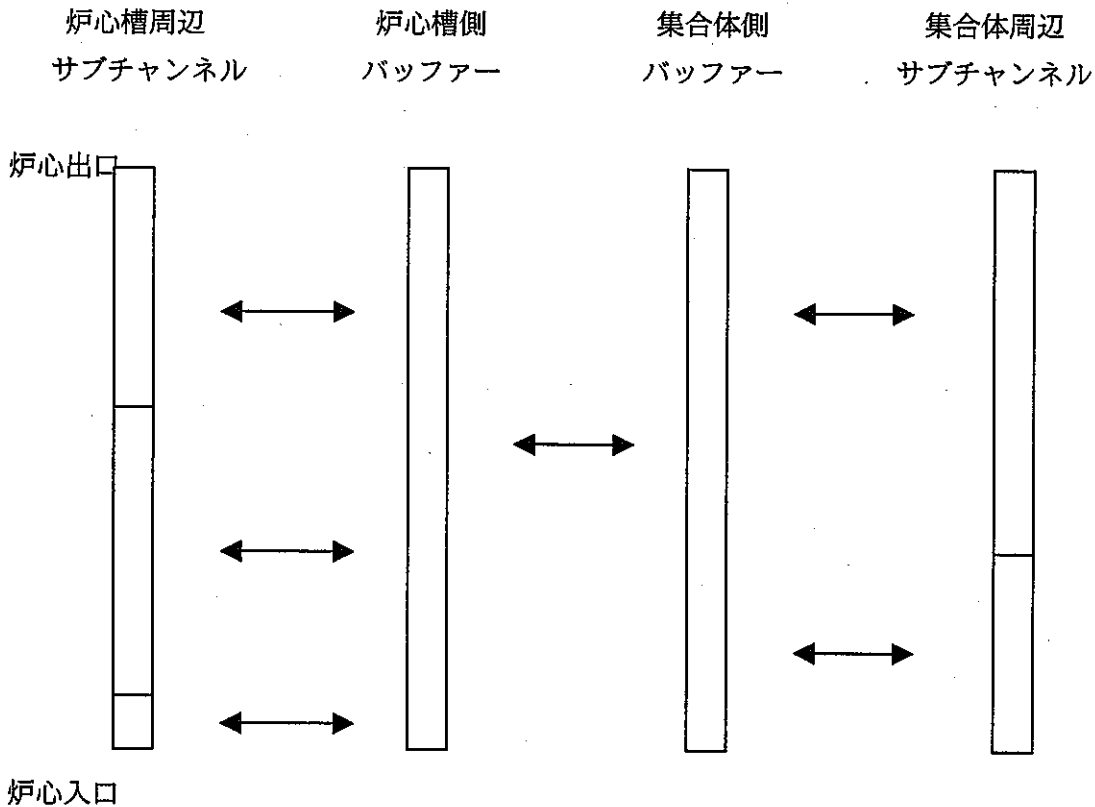 炉心槽周辺
サブチャンネル
炉心槽側
バッファー
集合体側
バッファー
集合体周辺
サブチャンネル
炉心出口
炉心入口